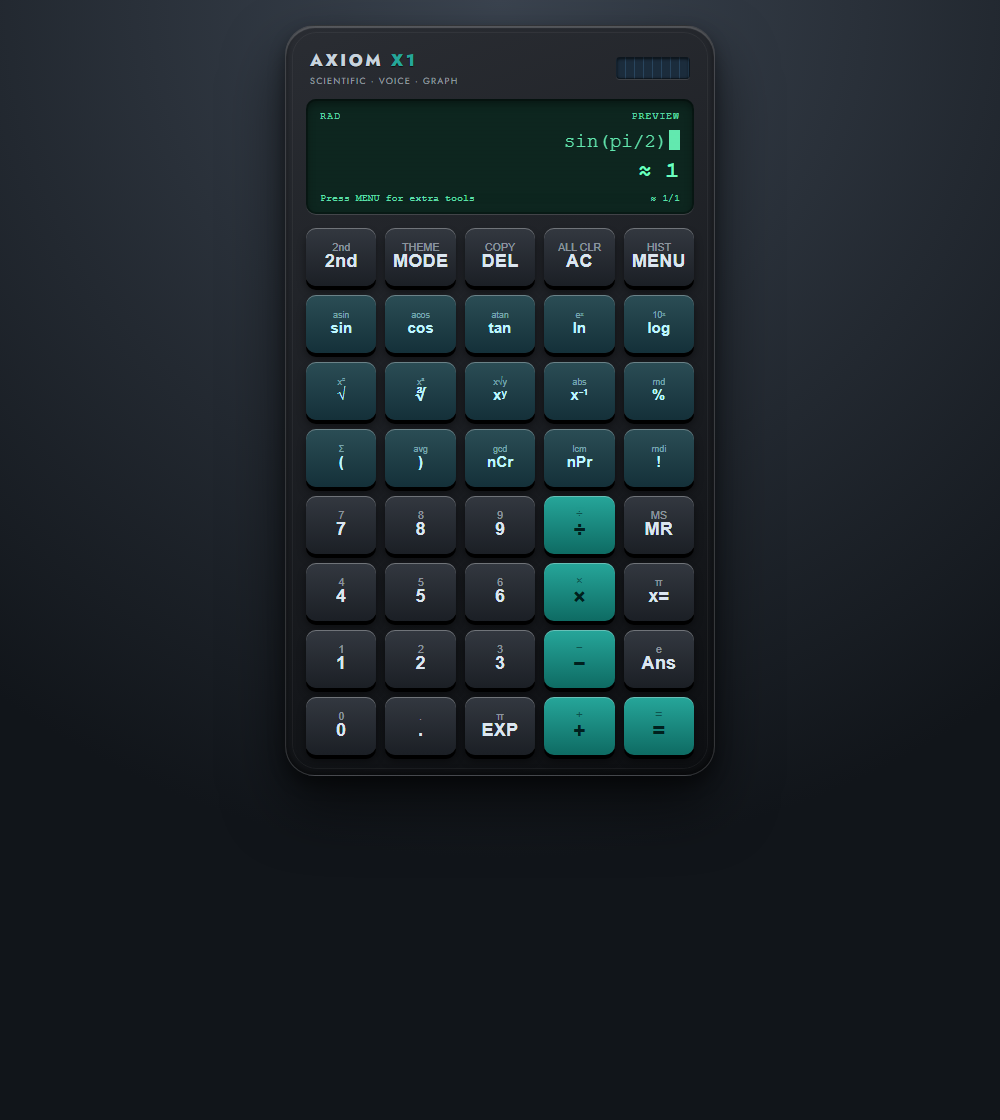 AXIOM X1
SCIENTIFIC · VOICE · GRAPH
RAD PREVIEW
sin(pi/2)
≈ 1
Press MENU for extra tools ≈ 1/1
2nd THEME COPY ALL CLR HIST
2nd MODE DEL AC MENU
asin acos atan eˣ 10ˣ
sin cos tan ln log
x² x³ x√y abs rnd
√ ∛ xʸ x⁻¹ %
Σ avg gcd lcm rndi
( ) nCr nPr !
7 8 9 ÷ MS
7 8 9 ÷ MR
4 5 6 × π
4 5 6 × x=
1 2 3 − e
1 2 3 − Ans
0 . π + =
0 . EXP + =